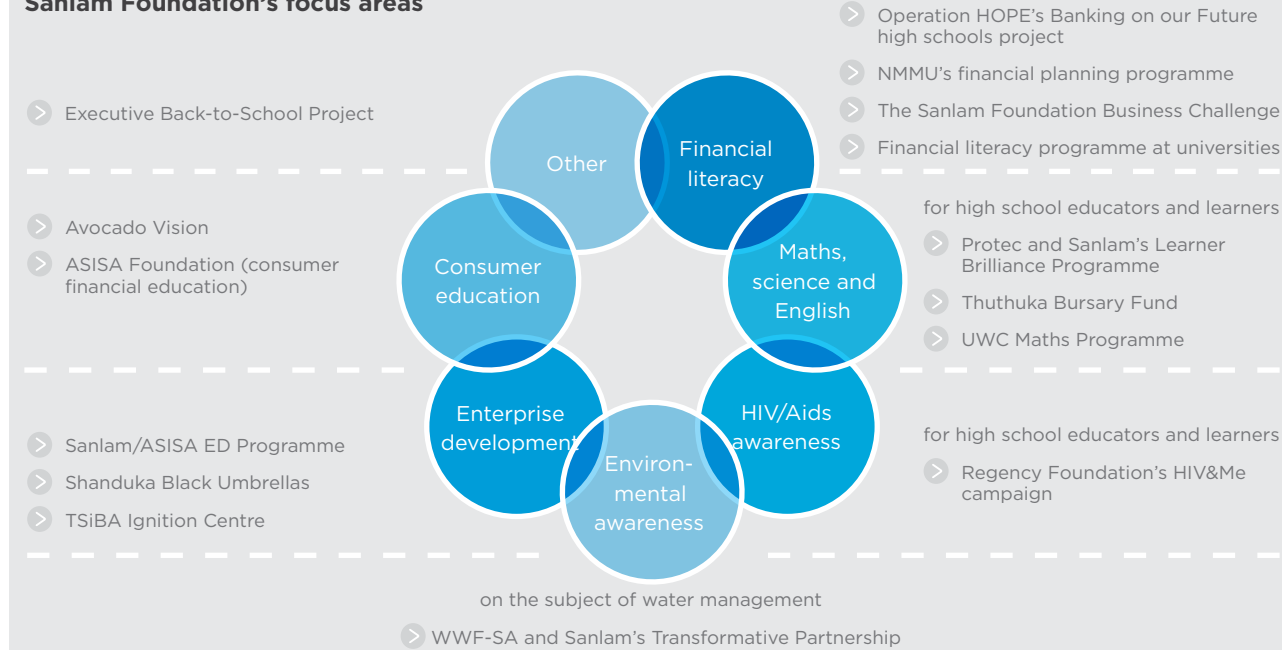 Sanlam Foundation's focus areas
Operation HOPE's Banking on our Future
high schools project
NMMU's financial planning programme
The Sanlam Foundation Business Challenge
Financial literacy programme at universities
Executive Back-to-School Project
Other
Financial
literacy
Avocado Vision
ASISA Foundation (consumer
financial education)
Consumer
education
Maths,
science and
English
for high school educators and learners
Protec and Sanlam's Learner
Brilliance Programme
Thuthuka Bursary Fund
UWC Maths Programme
Sanlam/ASISA ED Programme
Shanduka Black Umbrellas
TSiBA Ignition Centre
Enterprise
development
HIV/Aids
awareness
for high school educators and learners
Regency Foundation's HIV&Me
campaign
Environ-
mental
awareness
on the subject of water management
WWF-SA and Sanlam's Transformative Partnership